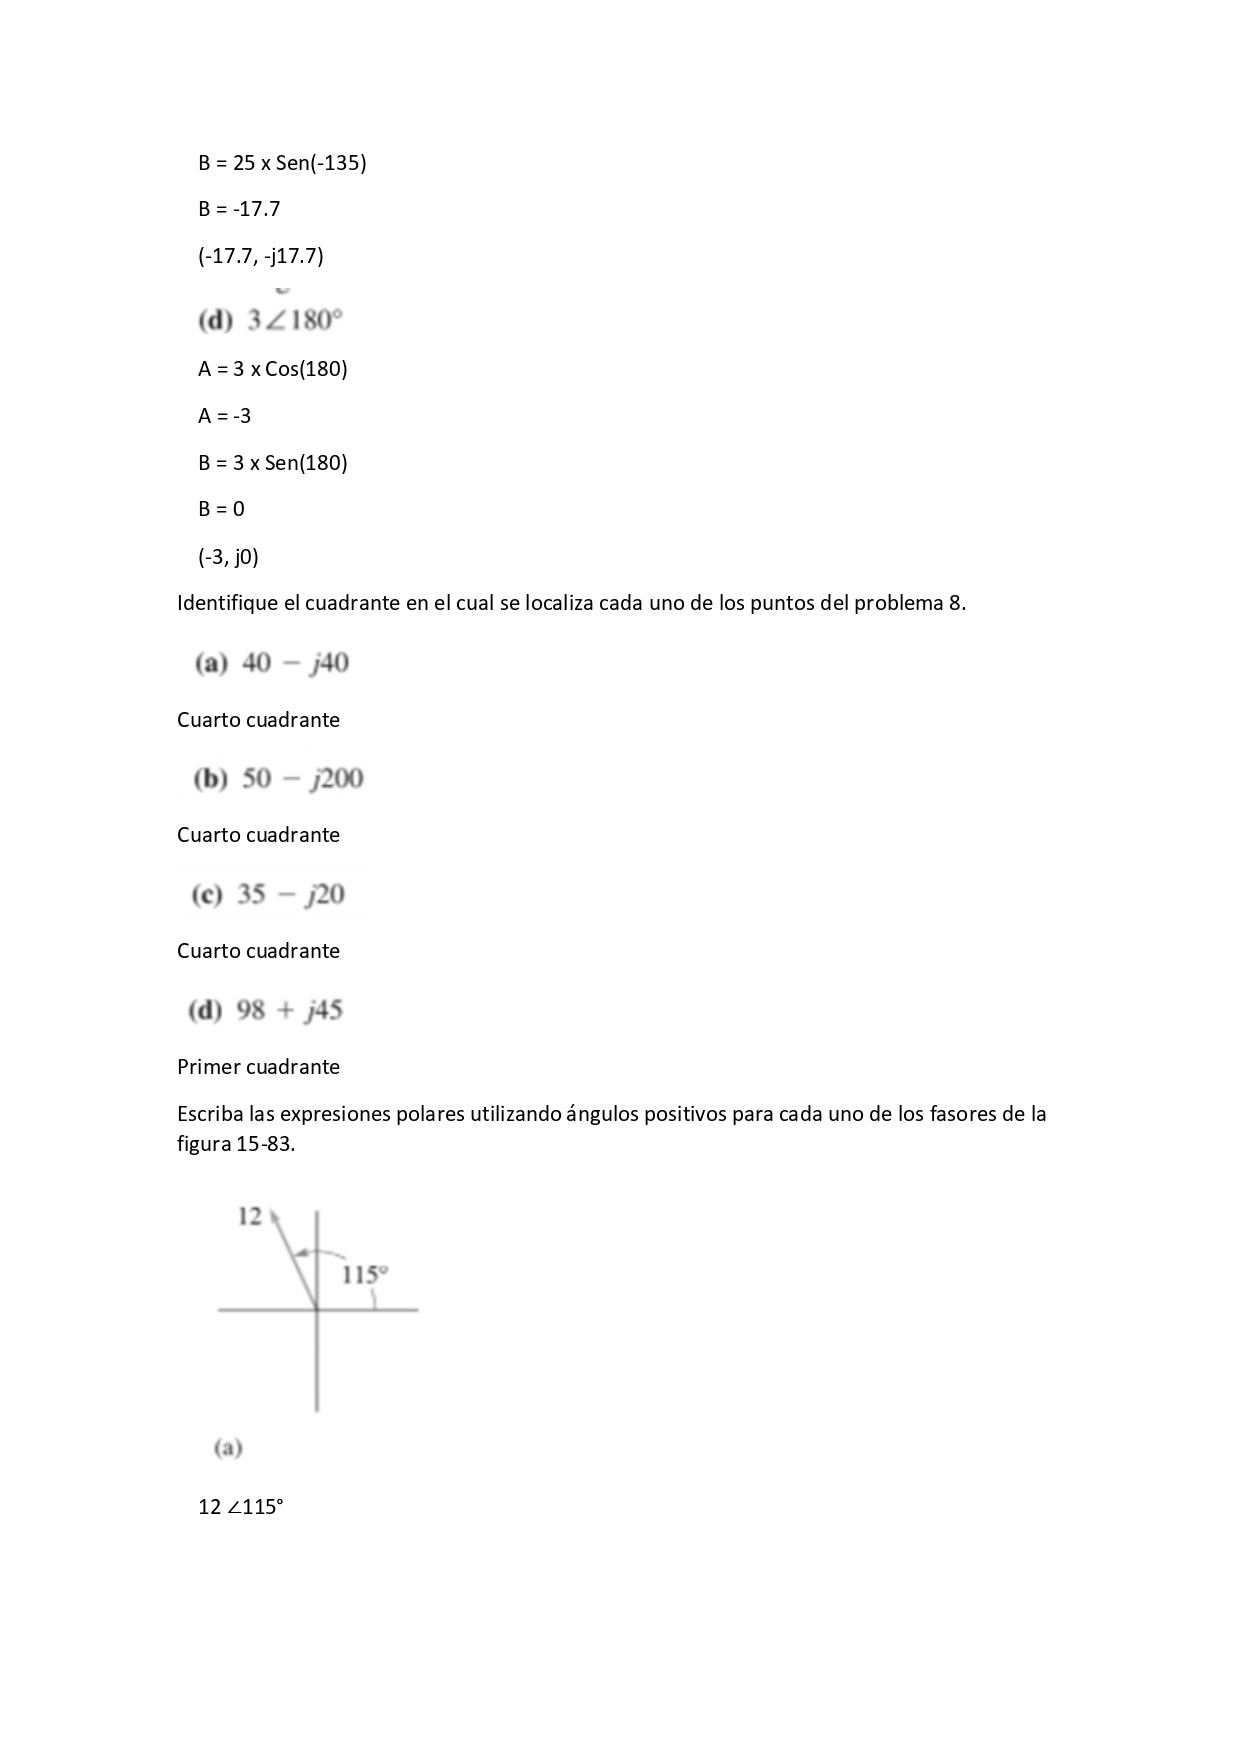 B = 25 x Sen(-135)
B = -17.7
(-17.7, -j17.7)
(d) 3∠180°
A = 3 x Cos(180)
A = -3
B = 3 x Sen(180)
B = 0
(-3, j0)
Identifique el cuadrante en el cual se localiza cada uno de los puntos del problema 8.
(a) 40 − j40
Cuarto cuadrante
(b) 50 − j200
Cuarto cuadrante
(c) 35 − j20
Cuarto cuadrante
(d) 98 + j45
Primer cuadrante
Escriba las expresiones polares utilizando ángulos positivos para cada uno de los fasores de la
figura 15-83.
12
115°
(a)
12 ∠115°